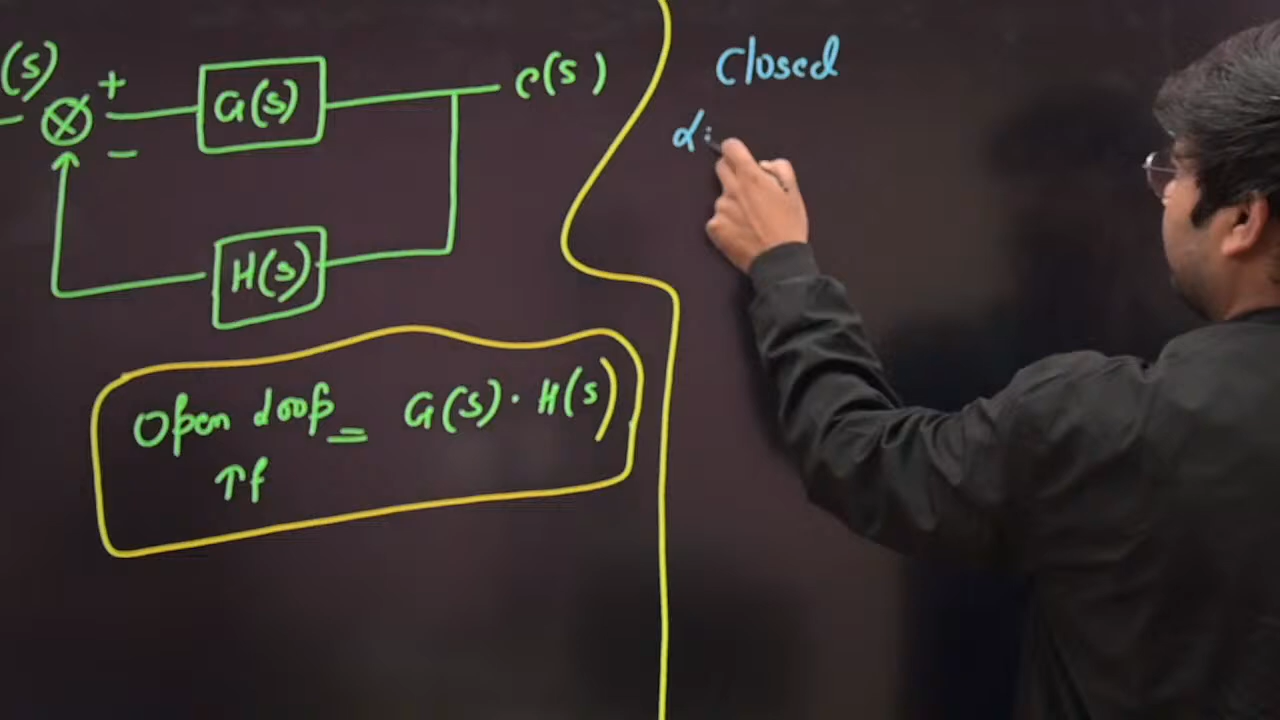 (s)
+
G(s)
C(s)
-
H(s)
Open loop = G(s) · H(s)
Tf
Closed